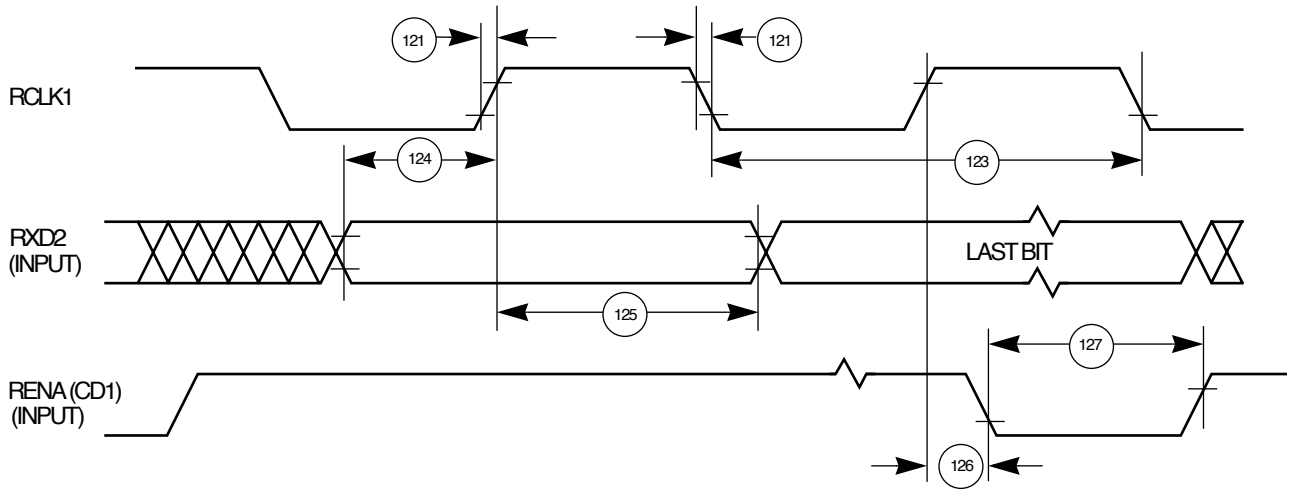 121
121
RCLK1
124
123
RXD2
(INPUT)
LAST BIT
125
127
RENA (CD1)
(INPUT)
126